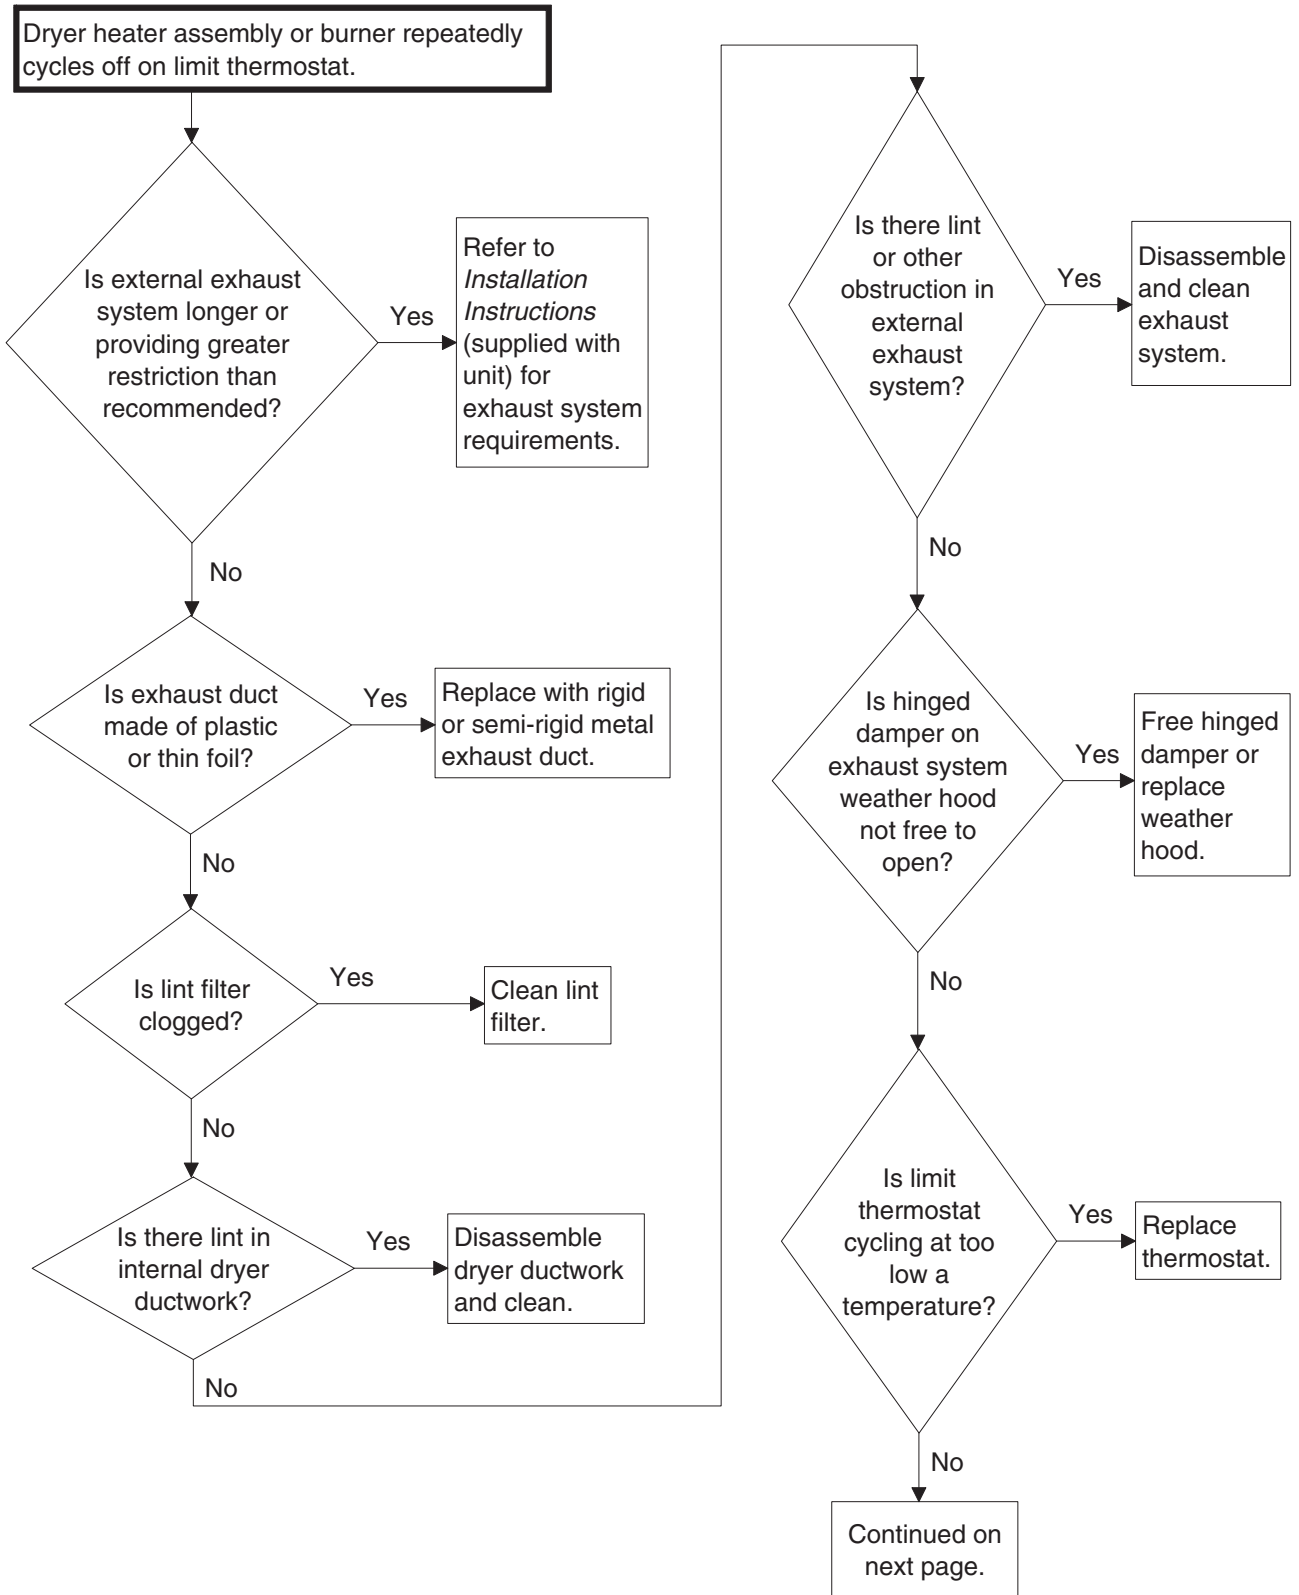 Dryer heater assembly or burner repeatedly
cycles off on limit thermostat.
Is external exhaust
system longer or
providing greater
restriction than
recommended?
Yes
Refer to
Installation
Instructions
(supplied with
unit) for
exhaust system
requirements.
No
Is exhaust duct
made of plastic
or thin foil?
Yes
Replace with rigid
or semi-rigid metal
exhaust duct.
No
Is lint filter
clogged?
Yes
Clean lint
filter.
No
Is there lint in
internal dryer
ductwork?
Yes
Disassemble
dryer ductwork
and clean.
No
Is there lint
or other
obstruction in
external
exhaust
system?
Yes
Disassemble
and clean
exhaust
system.
No
Is hinged
damper on
exhaust system
weather hood
not free to
open?
Yes
Free hinged
damper or
replace
weather
hood.
No
Is limit
thermostat
cycling at too
low a
temperature?
Yes
Replace
thermostat.
No
Continued on
next page.